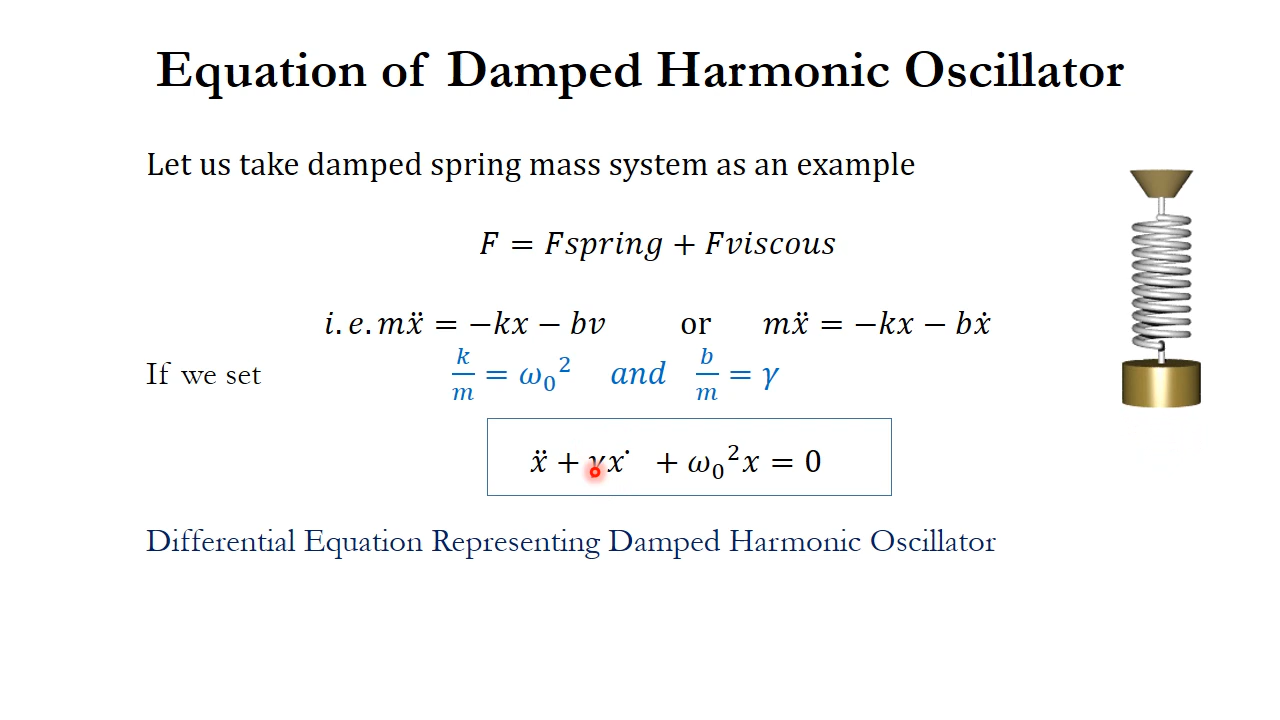 Equation of Damped Harmonic Oscillator
Let us take damped spring mass system as an example
F = Fspring + Fviscous
i.e.mẍ = −kx − bv or mẍ = −kx − bẋ
If we set k/m = ω₀² and b/m = γ
ẍ + γx˙ + ω₀²x = 0
Differential Equation Representing Damped Harmonic Oscillator